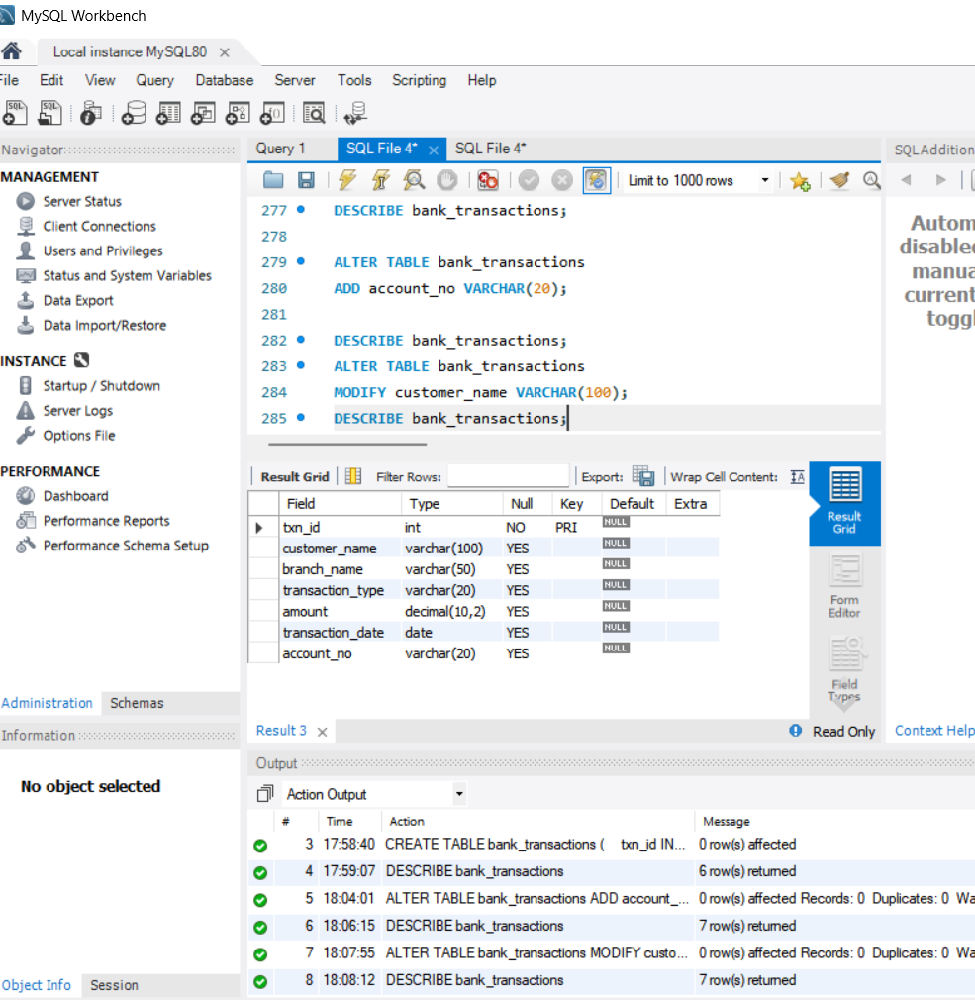 MySQL Workbench
Local instance MySQL80
File Edit View Query Database Server Tools Scripting Help
Navigator
MANAGEMENT
Server Status
Client Connections
Users and Privileges
Status and System Variables
Data Export
Data Import/Restore
INSTANCE
Startup / Shutdown
Server Logs
Options File
PERFORMANCE
Dashboard
Performance Reports
Performance Schema Setup
Administration Schemas
Information
No object selected
Object Info Session
Query 1 SQL File 4* SQL File 4*
Limit to 1000 rows
277 DESCRIBE bank_transactions;
278
279 ALTER TABLE bank_transactions
280 ADD account_no VARCHAR(20);
281
282 DESCRIBE bank_transactions;
283 ALTER TABLE bank_transactions
284 MODIFY customer_name VARCHAR(100);
285 DESCRIBE bank_transactions;
Result Grid Filter Rows: Export: Wrap Cell Content:
Field Type Null Key Default Extra
txn_id int NO PRI NULL
customer_name varchar(100) YES NULL
branch_name varchar(50) YES NULL
transaction_type varchar(20) YES NULL
amount decimal(10,2) YES NULL
transaction_date date YES NULL
account_no varchar(20) YES NULL
Result
Grid
Form
Editor
Field
Types
Result 3 Read Only
Output
Action Output
# Time Action Message
3 17:58:40 CREATE TABLE bank_transactions ( txn_id IN... 0 row(s) affected
4 17:59:07 DESCRIBE bank_transactions 6 row(s) returned
5 18:04:01 ALTER TABLE bank_transactions ADD account_... 0 row(s) affected Records: 0 Duplicates: 0 Wa
6 18:06:15 DESCRIBE bank_transactions 7 row(s) returned
7 18:07:55 ALTER TABLE bank_transactions MODIFY custo... 0 row(s) affected Records: 0 Duplicates: 0 Wa
8 18:08:12 DESCRIBE bank_transactions 7 row(s) returned
SQLAddition
Autom
disabled
manua
current
toggl
Context Help